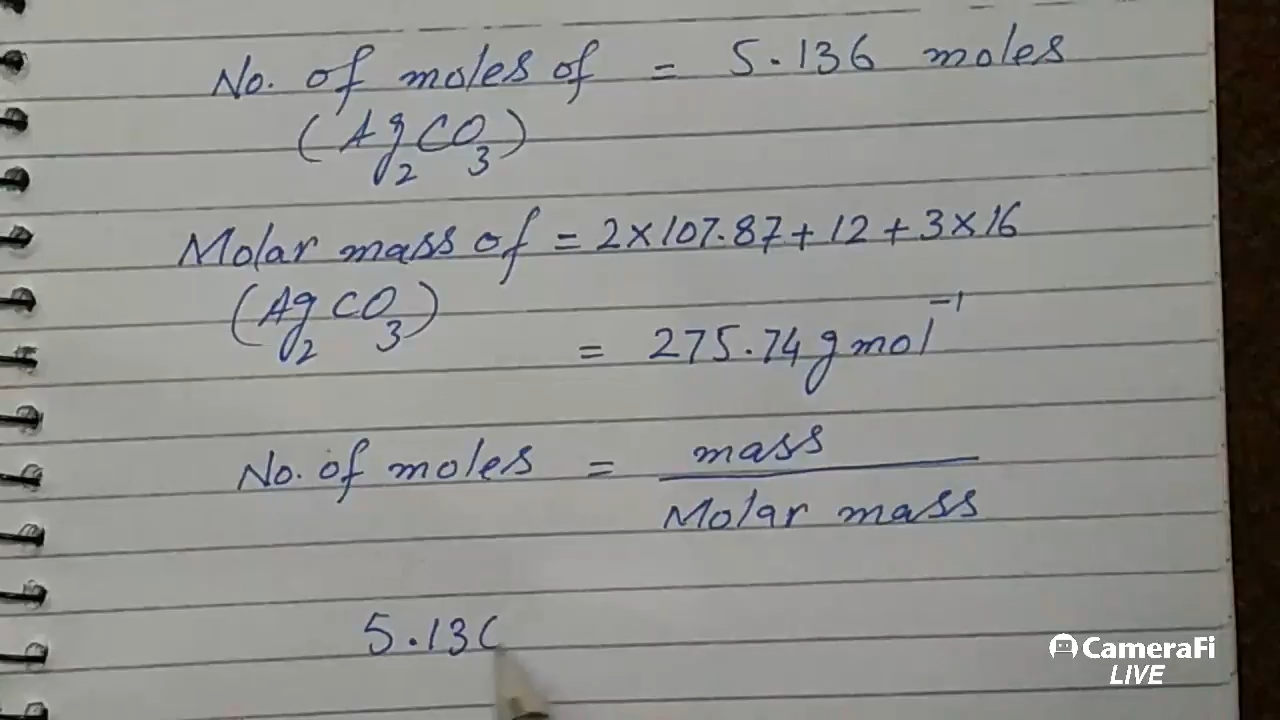 No. of moles of = 5.136 moles
(Ag₂CO₃)
Molar mass of = 2×107.87+12+3×16
(Ag₂CO₃)
= 275.74 g mol⁻¹
No. of moles = mass
Molar mass
5.13
CameraFi
LIVE